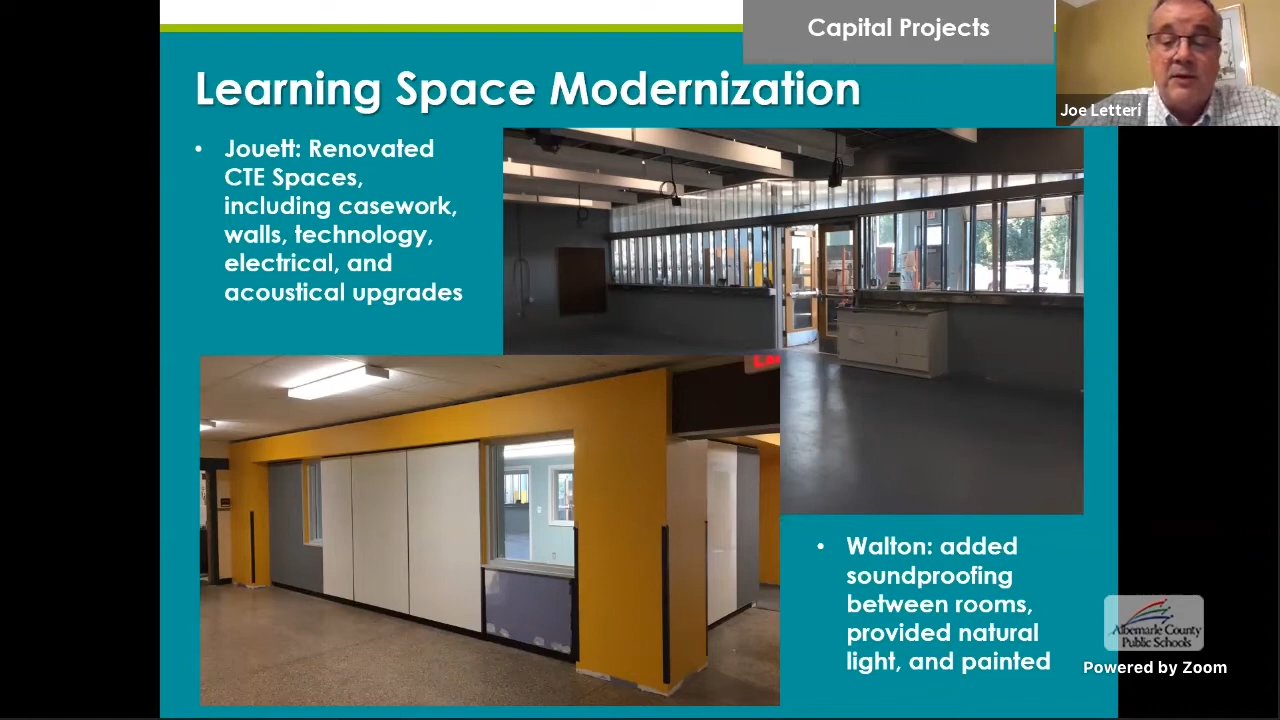 Capital Projects
Joe Letteri
Learning Space Modernization
• Jouett: Renovated
CTE Spaces,
including casework,
walls, technology,
electrical, and
acoustical upgrades
• Walton: added
soundproofing
between rooms,
provided natural
light, and painted
Albemarle County
Public Schools
Powered by Zoom